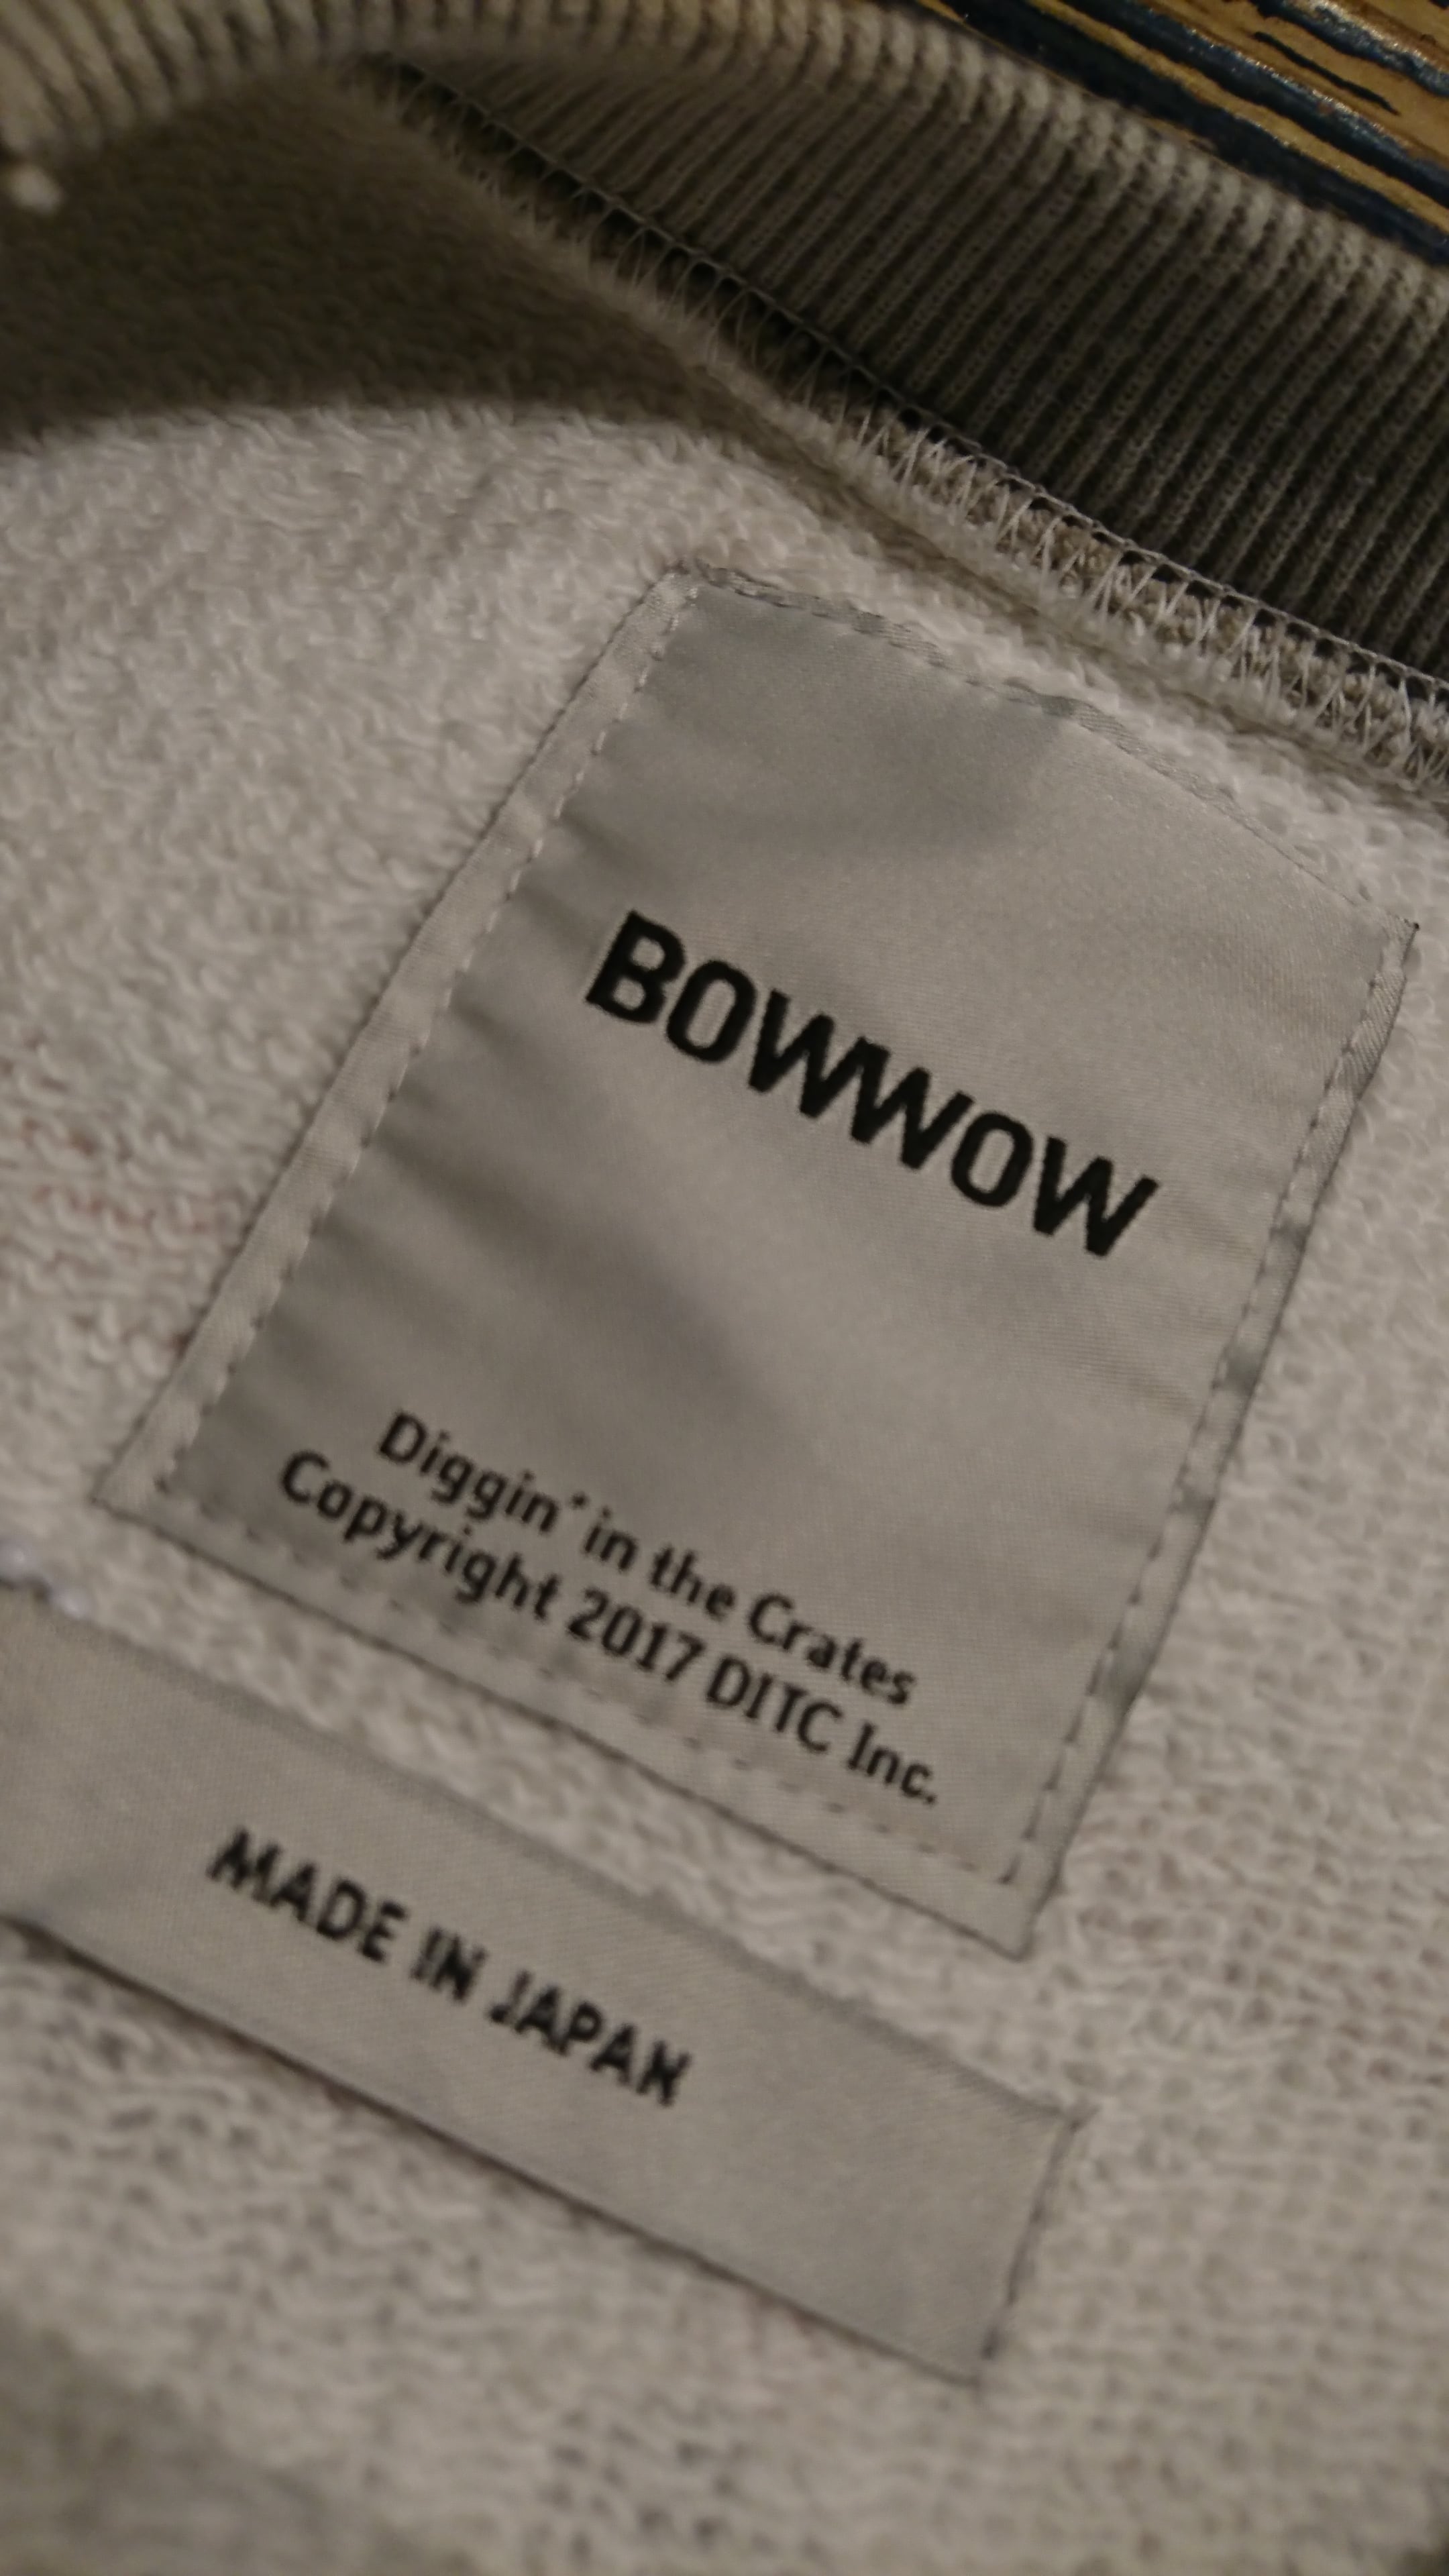 BOWWOW
Diggin' in the Crates
Copyright 2017 DITC Inc.
MADE IN JAPAN